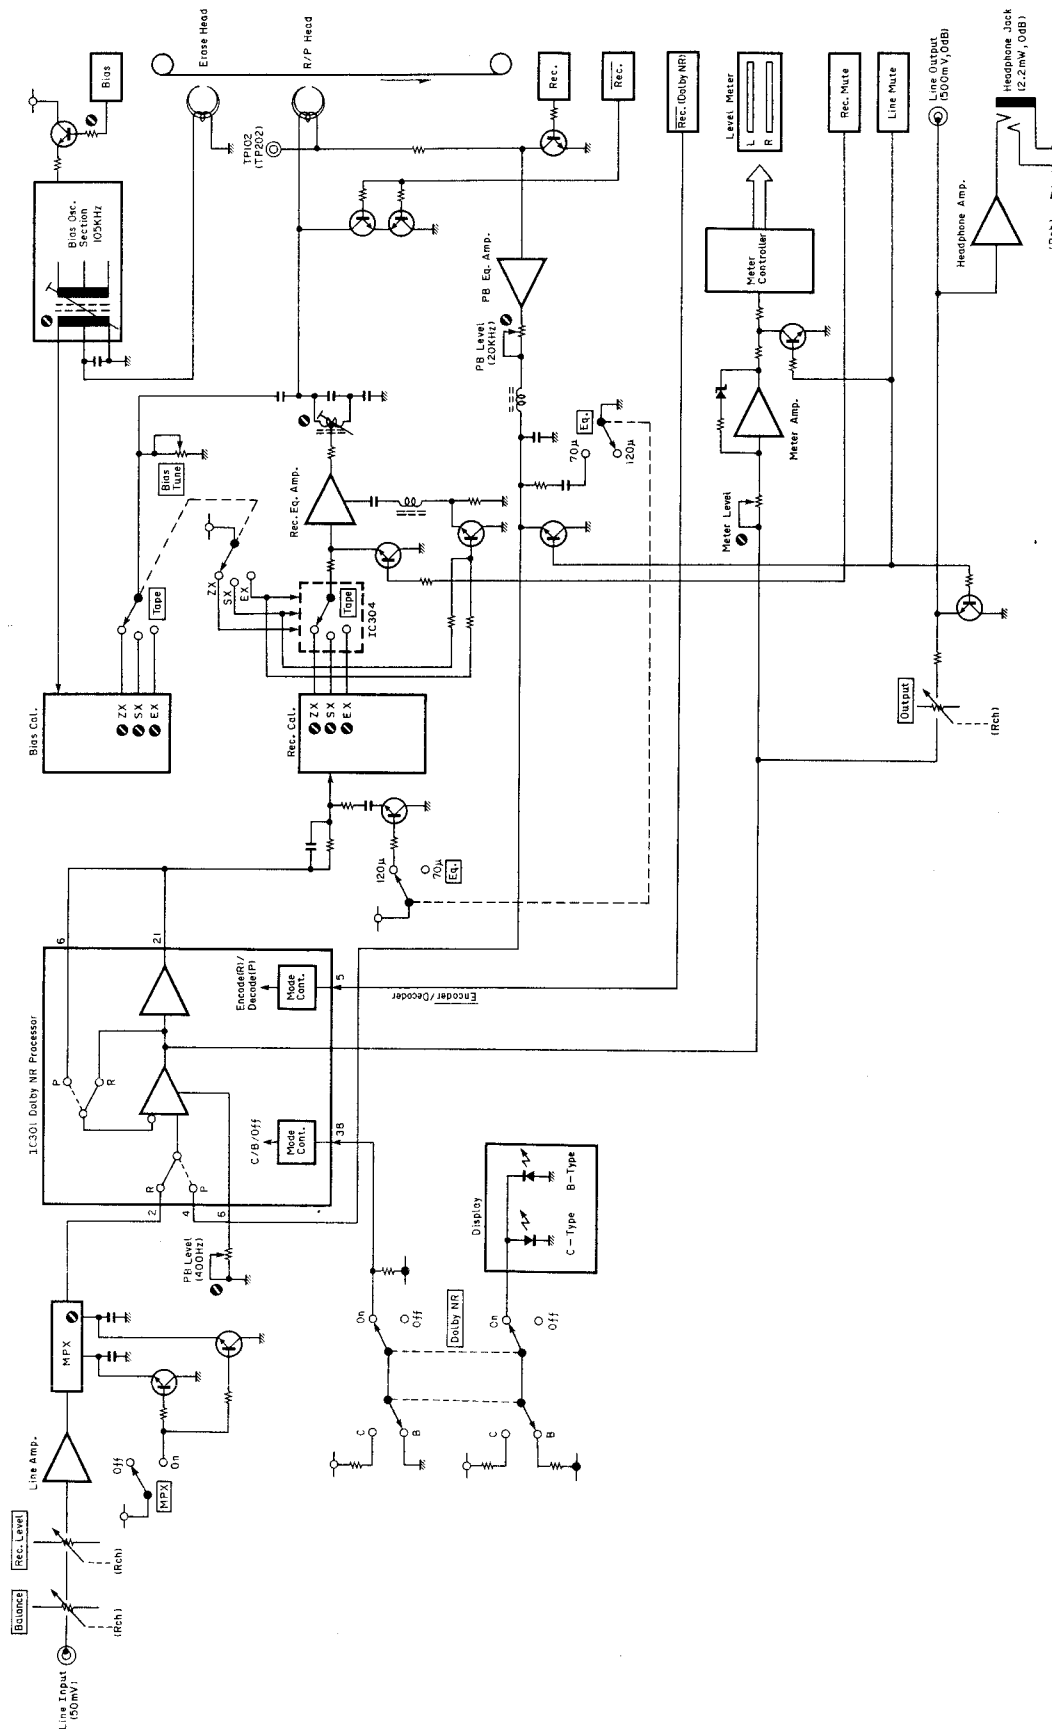 Line Input
(50mV)
Balance
(Rch)
Rec. Level
(Rch)
Line Amp.
Off
On
MPX
MPX
PB Level
(400Hz)
IC301 Dolby NR Processor
2
4
6
R
P
P
R
C/B/Off
Mode
Cont.
38
Encode(R)/
Decode(P)
Mode
Cont.
5
6
21
Encoder/Decoder
C
B
On
Off
Dolby NR
C
B
On
Off
Display
C-Type
B-Type
120µ
70µ
Eq.
Bias Cal.
ZX
SX
EX
Tape
Bias
Tune
Rec. Cal.
ZX
SX
EX
ZX
SX
EX
Tape
IC304
Rec. Eq. Amp.
Bias Osc.
Section
105KHz
Bias
Erase Head
R/P Head
TP102
(TP202)
PB Eq. Amp.
PB Level
(20KHz)
70µ
Eq.
120µ
Rec.
Rec.
Rec.(Dolby NR)
Meter Level
Meter Amp.
Meter
Controller
Level Meter
L
R
Rec. Mute
Line Mute
Output
(Rch)
Line Output
(500mV, 0dB)
Headphone Amp.
Headphone Jack
(2.2mW, 0dB)
(Rch)